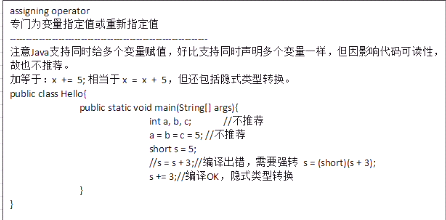 assigning operator
专门为变量指定值或重新指定值
------------------------------------------------------------
注意Java支持同时给多个变量赋值，好比支持同时声明多个变量一样，但因影响代码可读性，
故也不推荐。
加等于：x += 5; 相当于 x = x + 5，但还包括隐式类型转换。
public class Hello{
public static void main(String[] args){
int a, b, c; //不推荐
a = b = c = 5; //不推荐
short s = 5;
//s = s + 3;//编译出错，需要强转 s = (short)(s + 3);
s += 3;//编译OK，隐式类型转换
}
}